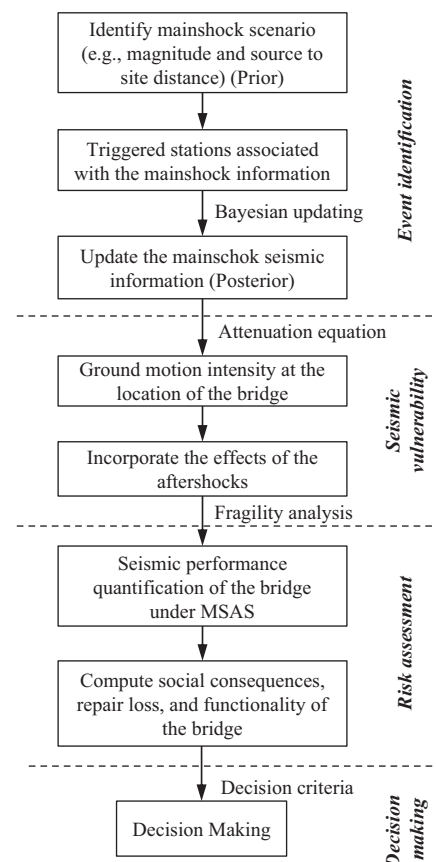 Identify mainshock scenario
(e.g., magnitude and source to
site distance) (Prior)
Triggered stations associated
with the mainshock information
Bayesian updating
Update the mainschok seismic
information (Posterior)
Event identification
Attenuation equation
Ground motion intensity at the
location of the bridge
Incorporate the effects of the
aftershocks
Seismic
vulnerability
Fragility analysis
Seismic performance
quantification of the bridge
under MSAS
Compute social consequences,
repair loss, and functionality of
the bridge
Risk assessment
Decision criteria
Decision Making
Decision
making